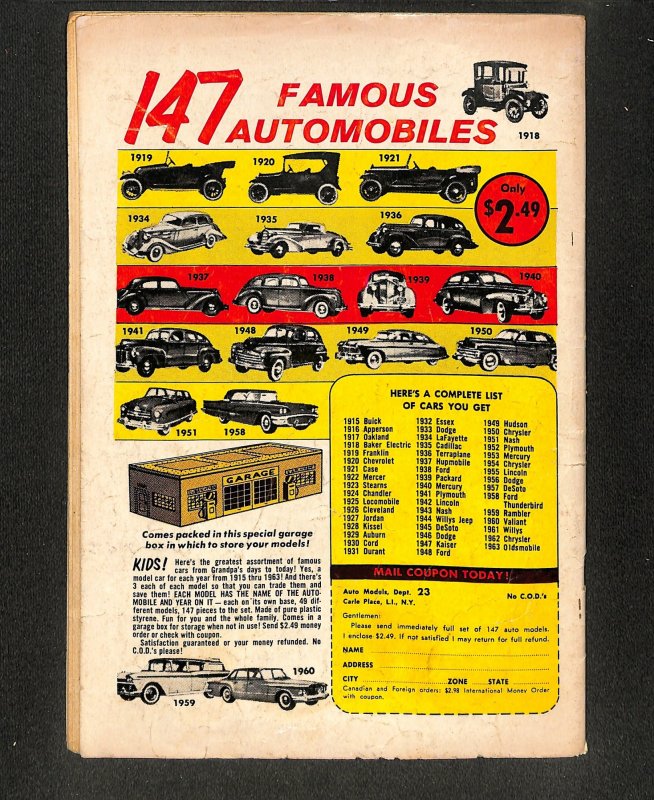 147 FAMOUS
AUTOMOBILES
1918
1919
1920
1921
Only
$2.49
1934
1935
1936
1937
1938
1939
1940
1941
1948
1949
1950
1951
1958
HERE'S A COMPLETE LIST
OF CARS YOU GET
1915 Buick
1916 Apperson
1917 Oakland
1918 Baker Electric
1919 Franklin
1920 Chevrolet
1921 Case
1922 Mercer
1923 Stearns
1924 Chandler
1925 Locomobile
1926 Cleveland
1927 Jordan
1928 Kissel
1929 Auburn
1930 Cord
1931 Durant
1932 Essex
1933 Dodge
1934 LaFayette
1935 Cadillac
1936 Terraplane
1937 Hupmobile
1938 Ford
1939 Packard
1940 Mercury
1941 Plymouth
1942 Lincoln
1943 Nash
1944 Willys Jeep
1945 DeSoto
1946 Dodge
1947 Kaiser
1948 Ford
1949 Hudson
1950 Chrysler
1951 Nash
1952 Plymouth
1953 Mercury
1954 Chrysler
1955 Lincoln
1956 Dodge
1957 DeSoto
1958 Ford
Thunderbird
1959 Rambler
1960 Valiant
1961 Willys
1962 Chrysler
1963 Oldsmobile
GARAGE
Comes packed in this special garage
box in which to store your models!
KIDS! Here's the greatest assortment of famous
cars from Grandpa's days to today! Yes, a
model car for each year from 1915 thru 1963! And there's
3 each of each model so that you can trade them and
save them! EACH MODEL HAS THE NAME OF THE AUTO-
MOBILE AND YEAR ON IT — each on its own base, 49 dif-
ferent models, 147 pieces to the set. Made of pure plastic
styrene. Fun for you and the whole family. Comes in a
garage box for storage when not in use! Send $2.49 money
order or check with coupon.
Satisfaction guaranteed or your money refunded. No
C.O.D.'s please!
1959
1960
MAIL COUPON TODAY!
Auto Models, Dept. 23 No C.O.D.'s
Carle Place, L.I., N.Y.
Gentlemen:
Please send immediately full set of 147 auto models.
I enclose $2.49. If not satisfied I may return for full refund.
NAME
ADDRESS
CITY ZONE STATE
Canadian and Foreign orders: $2.98 International Money Order
with coupon.